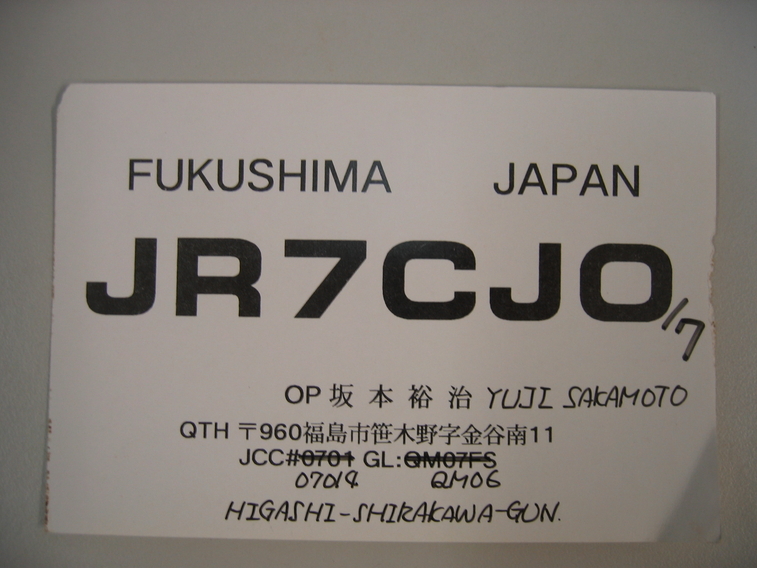 FUKUSHIMA JAPAN
JR7CJO/7
OP 坂本裕治 YUJI SAKAMOTO
QTH 〒960福島市笹木野字金谷南11
JCC#0701 GL:QM07FS
07019 QM06
HIGASHI-SHIRAKAWA-GUN.